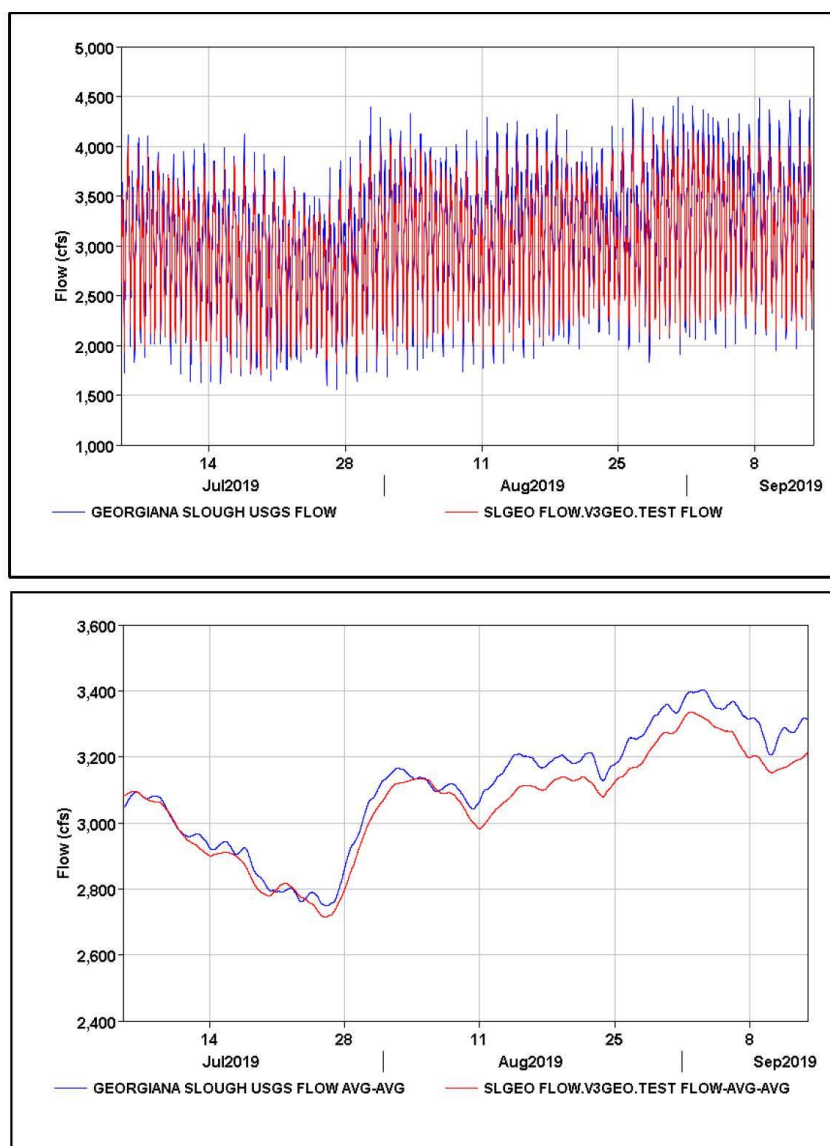 5,000
4,500
4,000
3,500
3,000
2,500
2,000
1,500
1,000
Flow (cfs)
14 28 11 25 8
Jul2019 Aug2019 Sep2019
GEORGIANA SLOUGH USGS FLOW SLGEO FLOW.V3GEO.TEST FLOW
3,600
3,400
3,200
3,000
2,800
2,600
2,400
Flow (cfs)
14 28 11 25 8
Jul2019 Aug2019 Sep2019
GEORGIANA SLOUGH USGS FLOW AVG-AVG SLGEO FLOW.V3GEO.TEST FLOW-AVG-AVG